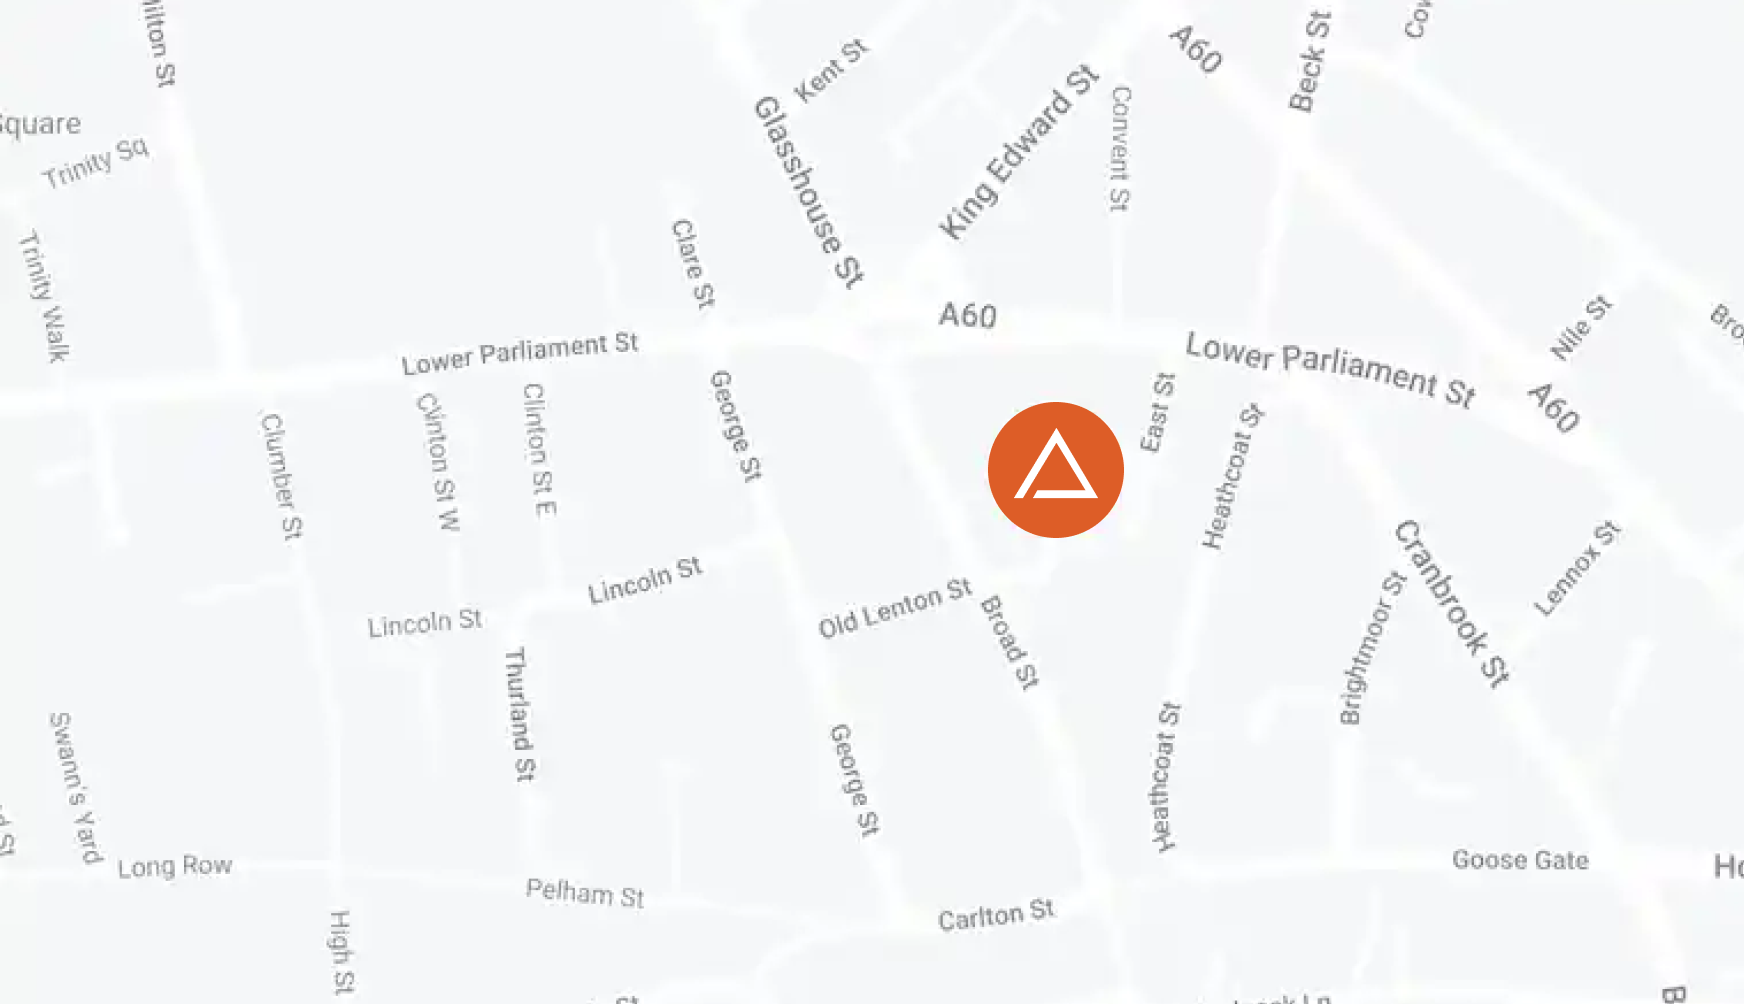 ilton St
Kent St
A60
Beck St
Square
Trinity Sq
Glasshouse St
King Edward St
Convent St
Trinity Walk
Clare St
A60
Nile St
Lower Parliament St
Lower Parliament St
A60
Clumber St
Clinton St W
Clinton St E
George St
East St
Heathcoat St
Lincoln St
Lincoln St
Old Lenton St
Broad St
Cranbrook St
Brightmoor St
Lennox St
Thurland St
Swann's Yard
George St
Heathcoat St
Long Row
Pelham St
Carlton St
Goose Gate
High St